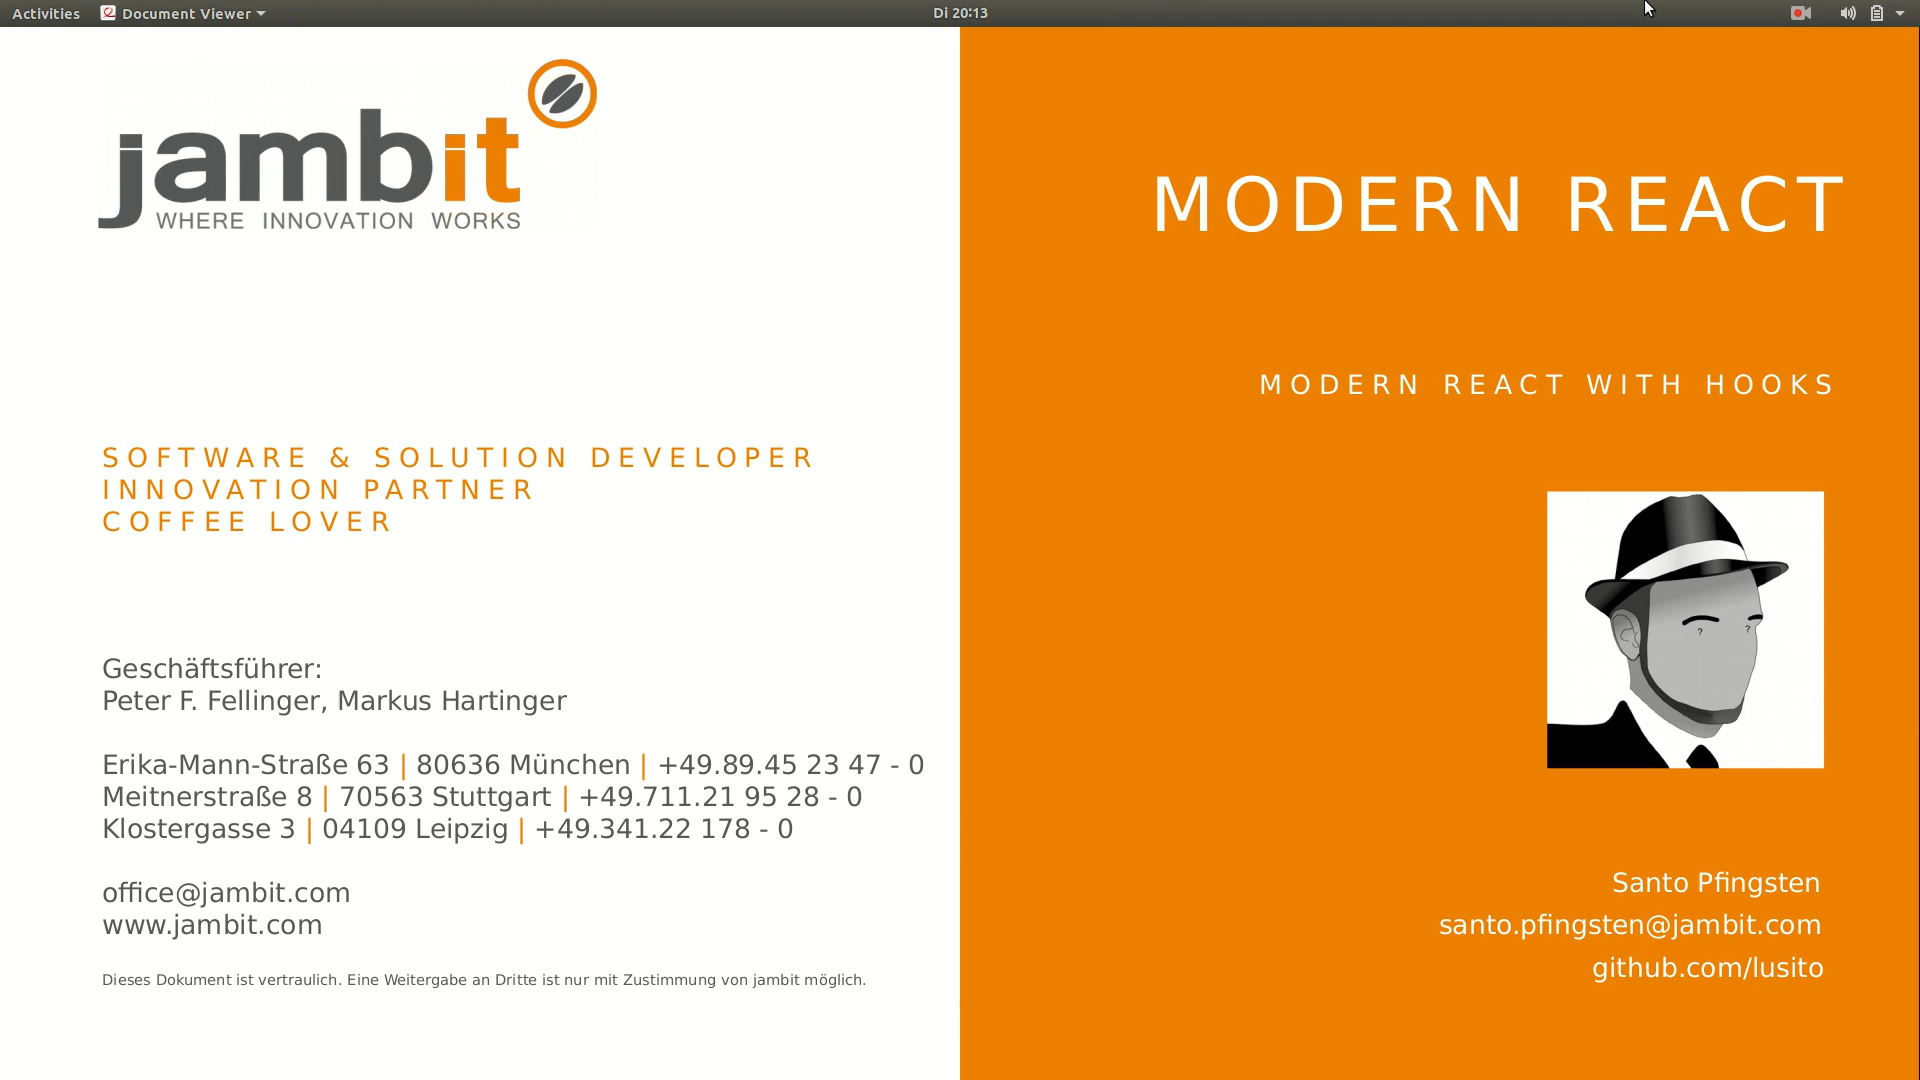 Activities Document Viewer Di 20:13
jambit
WHERE INNOVATION WORKS
SOFTWARE & SOLUTION DEVELOPER
INNOVATION PARTNER
COFFEE LOVER
Geschäftsführer:
Peter F. Fellinger, Markus Hartinger
Erika-Mann-Straße 63 | 80636 München | +49.89.45 23 47 - 0
Meitnerstraße 8 | 70563 Stuttgart | +49.711.21 95 28 - 0
Klostergasse 3 | 04109 Leipzig | +49.341.22 178 - 0
office@jambit.com
www.jambit.com
Dieses Dokument ist vertraulich. Eine Weitergabe an Dritte ist nur mit Zustimmung von jambit möglich.
MODERN REACT
MODERN REACT WITH HOOKS
? ?
Santo Pfingsten
santo.pfingsten@jambit.com
github.com/lusito